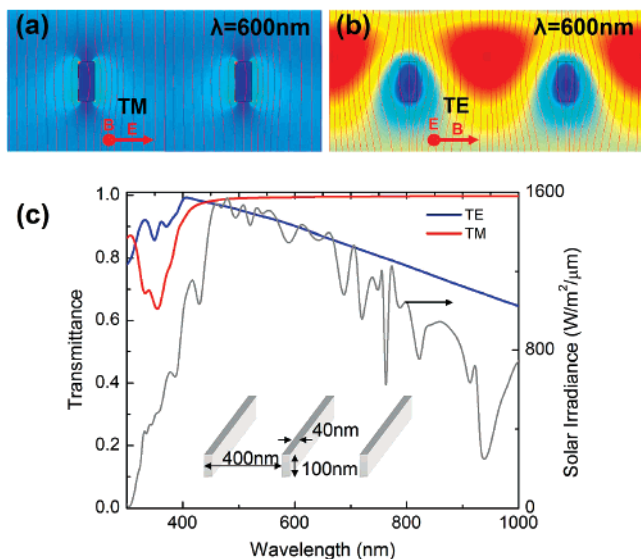 (a) λ=600nm
TM
B
E
(b) λ=600nm
TE
E
B
(c)
TE
TM
1.0
0.8
0.6
0.4
0.2
0.0
Transmittance
1600
800
0
Solar Irradiance (W/m²/μm)
40nm
400nm
100nm
400
600
800
1000
Wavelength (nm)